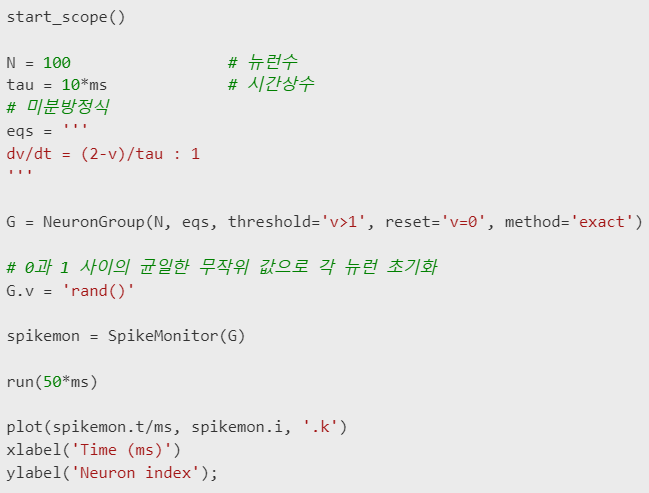 start_scope()
N = 100                # 뉴런수
tau = 10*ms            # 시간상수
# 미분방정식
eqs = '''
dv/dt = (2-v)/tau : 1
'''
G = NeuronGroup(N, eqs, threshold='v>1', reset='v=0', method='exact')
# 0과 1 사이의 균일한 무작위 값으로 각 뉴런 초기화
G.v = 'rand()'
spikemon = SpikeMonitor(G)
run(50*ms)
plot(spikemon.t/ms, spikemon.i, '.k')
xlabel('Time (ms)')
ylabel('Neuron index');